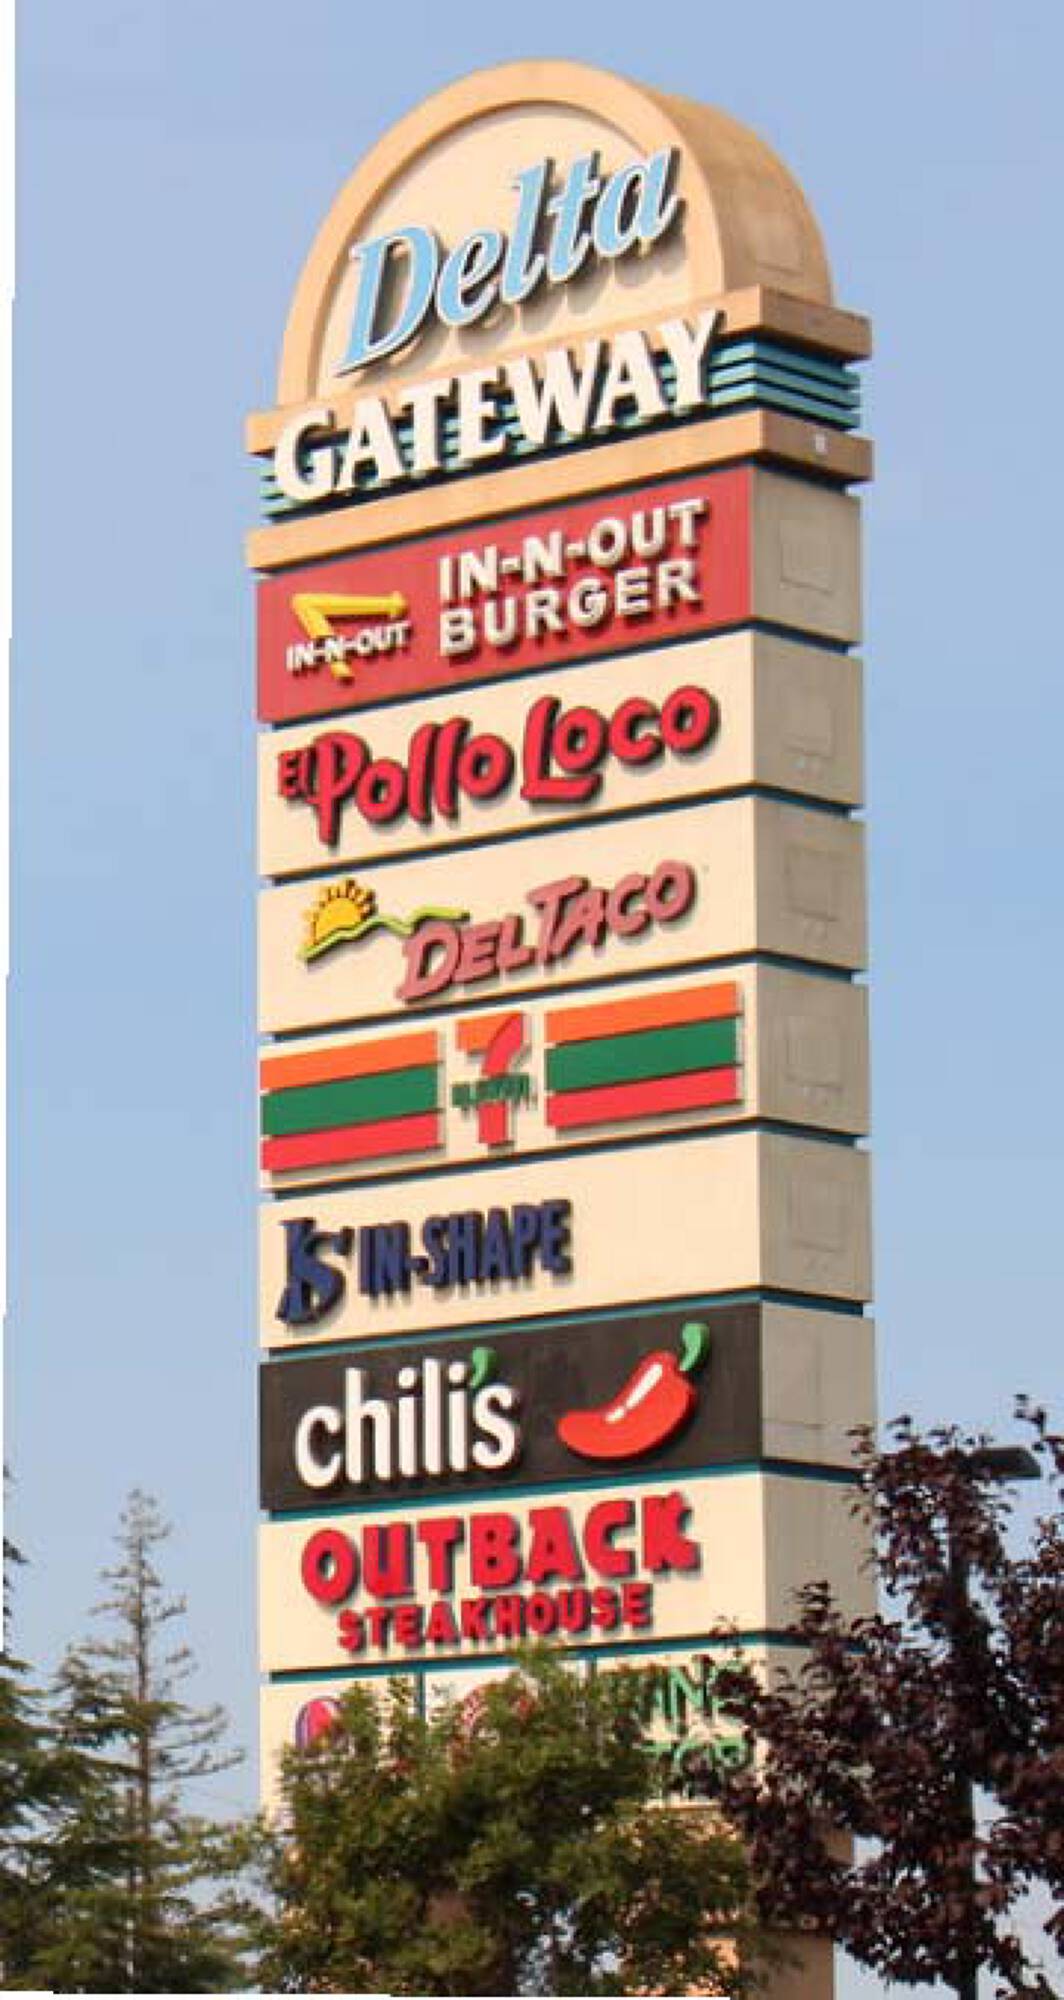 Delta
GATEWAY
IN-N-OUT
IN-N-OUT
BURGER
El Pollo Loco
DEL TACO
7
ELEVEN
IS IN-SHAPE
chili's
OUTBACK
STEAKHOUSE